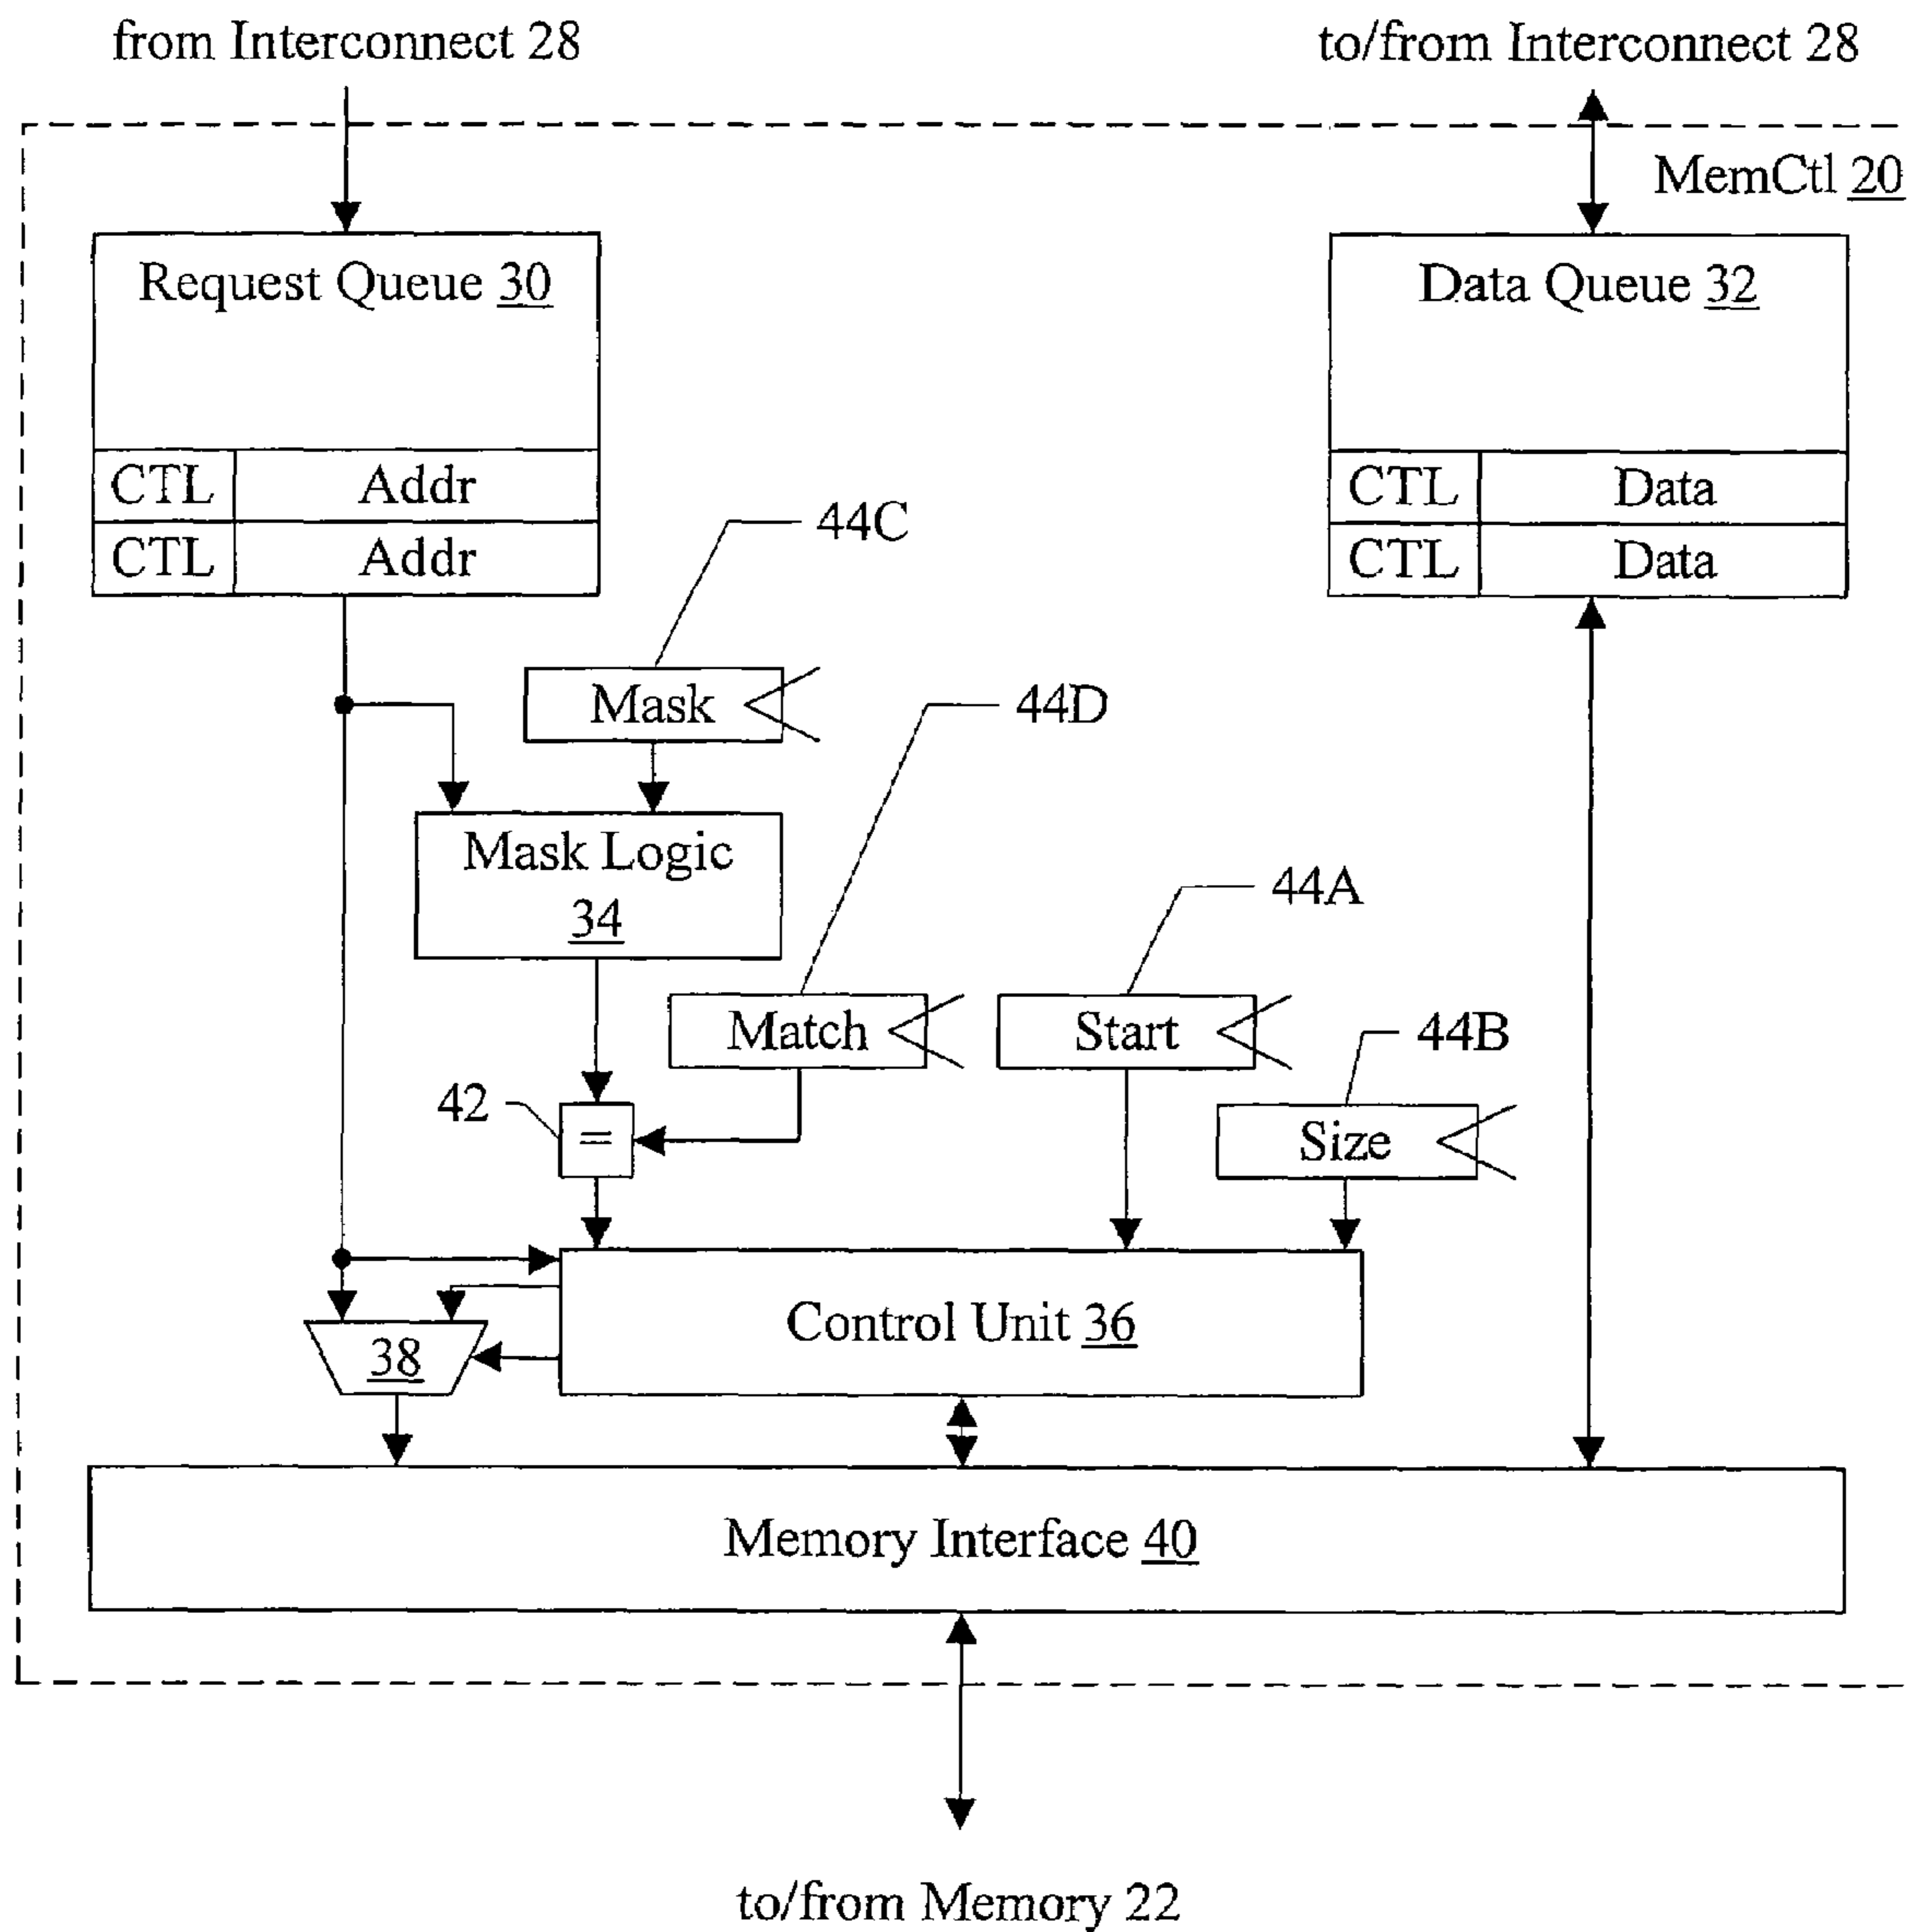 from Interconnect 28
to/from Interconnect 28
MemCtl 20
Request Queue 30
Data Queue 32
CTL Addr
CTL Data
CTL Addr
CTL Data
44C
Mask
44D
Mask Logic
34
44A
Match
Start
44B
42
=
Size
Control Unit 36
38
Memory Interface 40
to/from Memory 22